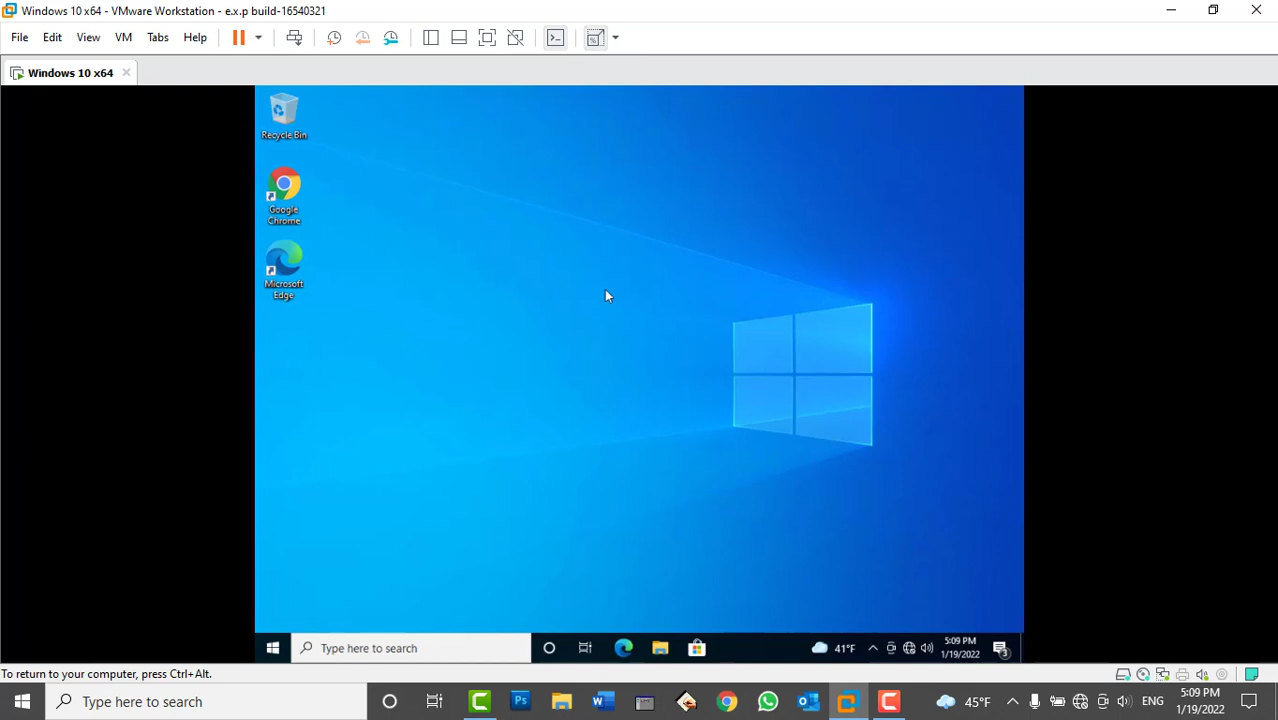 Windows 10 x64 - VMware Workstation - e.x.p build-16540321
File Edit View VM Tabs Help
Windows 10 x64
Recycle Bin
Google
Chrome
Microsoft
Edge
Type here to search
41°F
5:09 PM
1/19/2022
3
To return to your computer, press Ctrl+Alt.
Type here to search
Ps
W
45°F
ENG
5:09 PM
1/19/2022